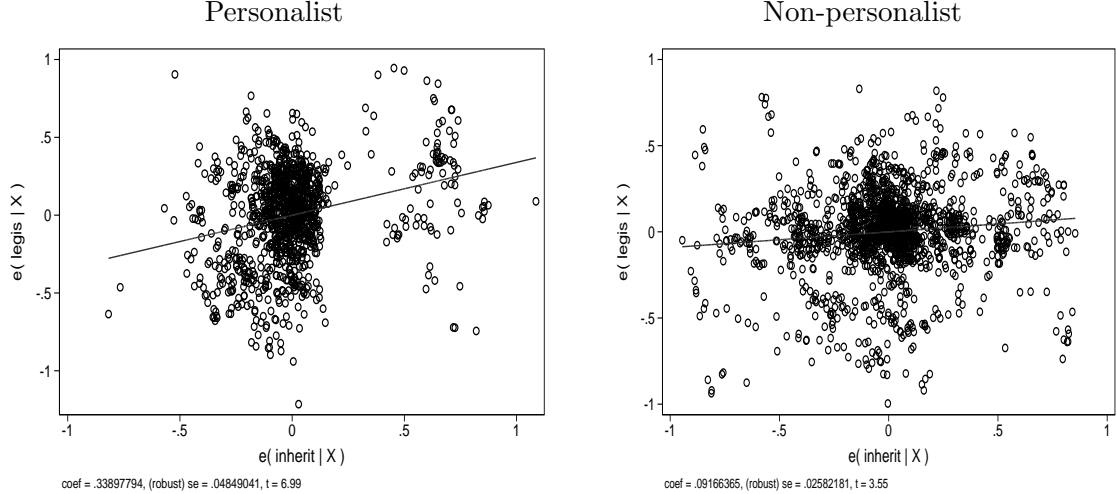 Personalist
1
.5
0
-.5
-1
e( legis | X )
-1
-.5
0
.5
1
e( inherit | X )
coef = .33897794, (robust) se = .04849041, t = 6.99
Non-personalist
1
.5
0
-.5
-1
e( legis | X )
-1
-.5
0
.5
1
e( inherit | X )
coef = .09166365, (robust) se = .02582181, t = 3.55